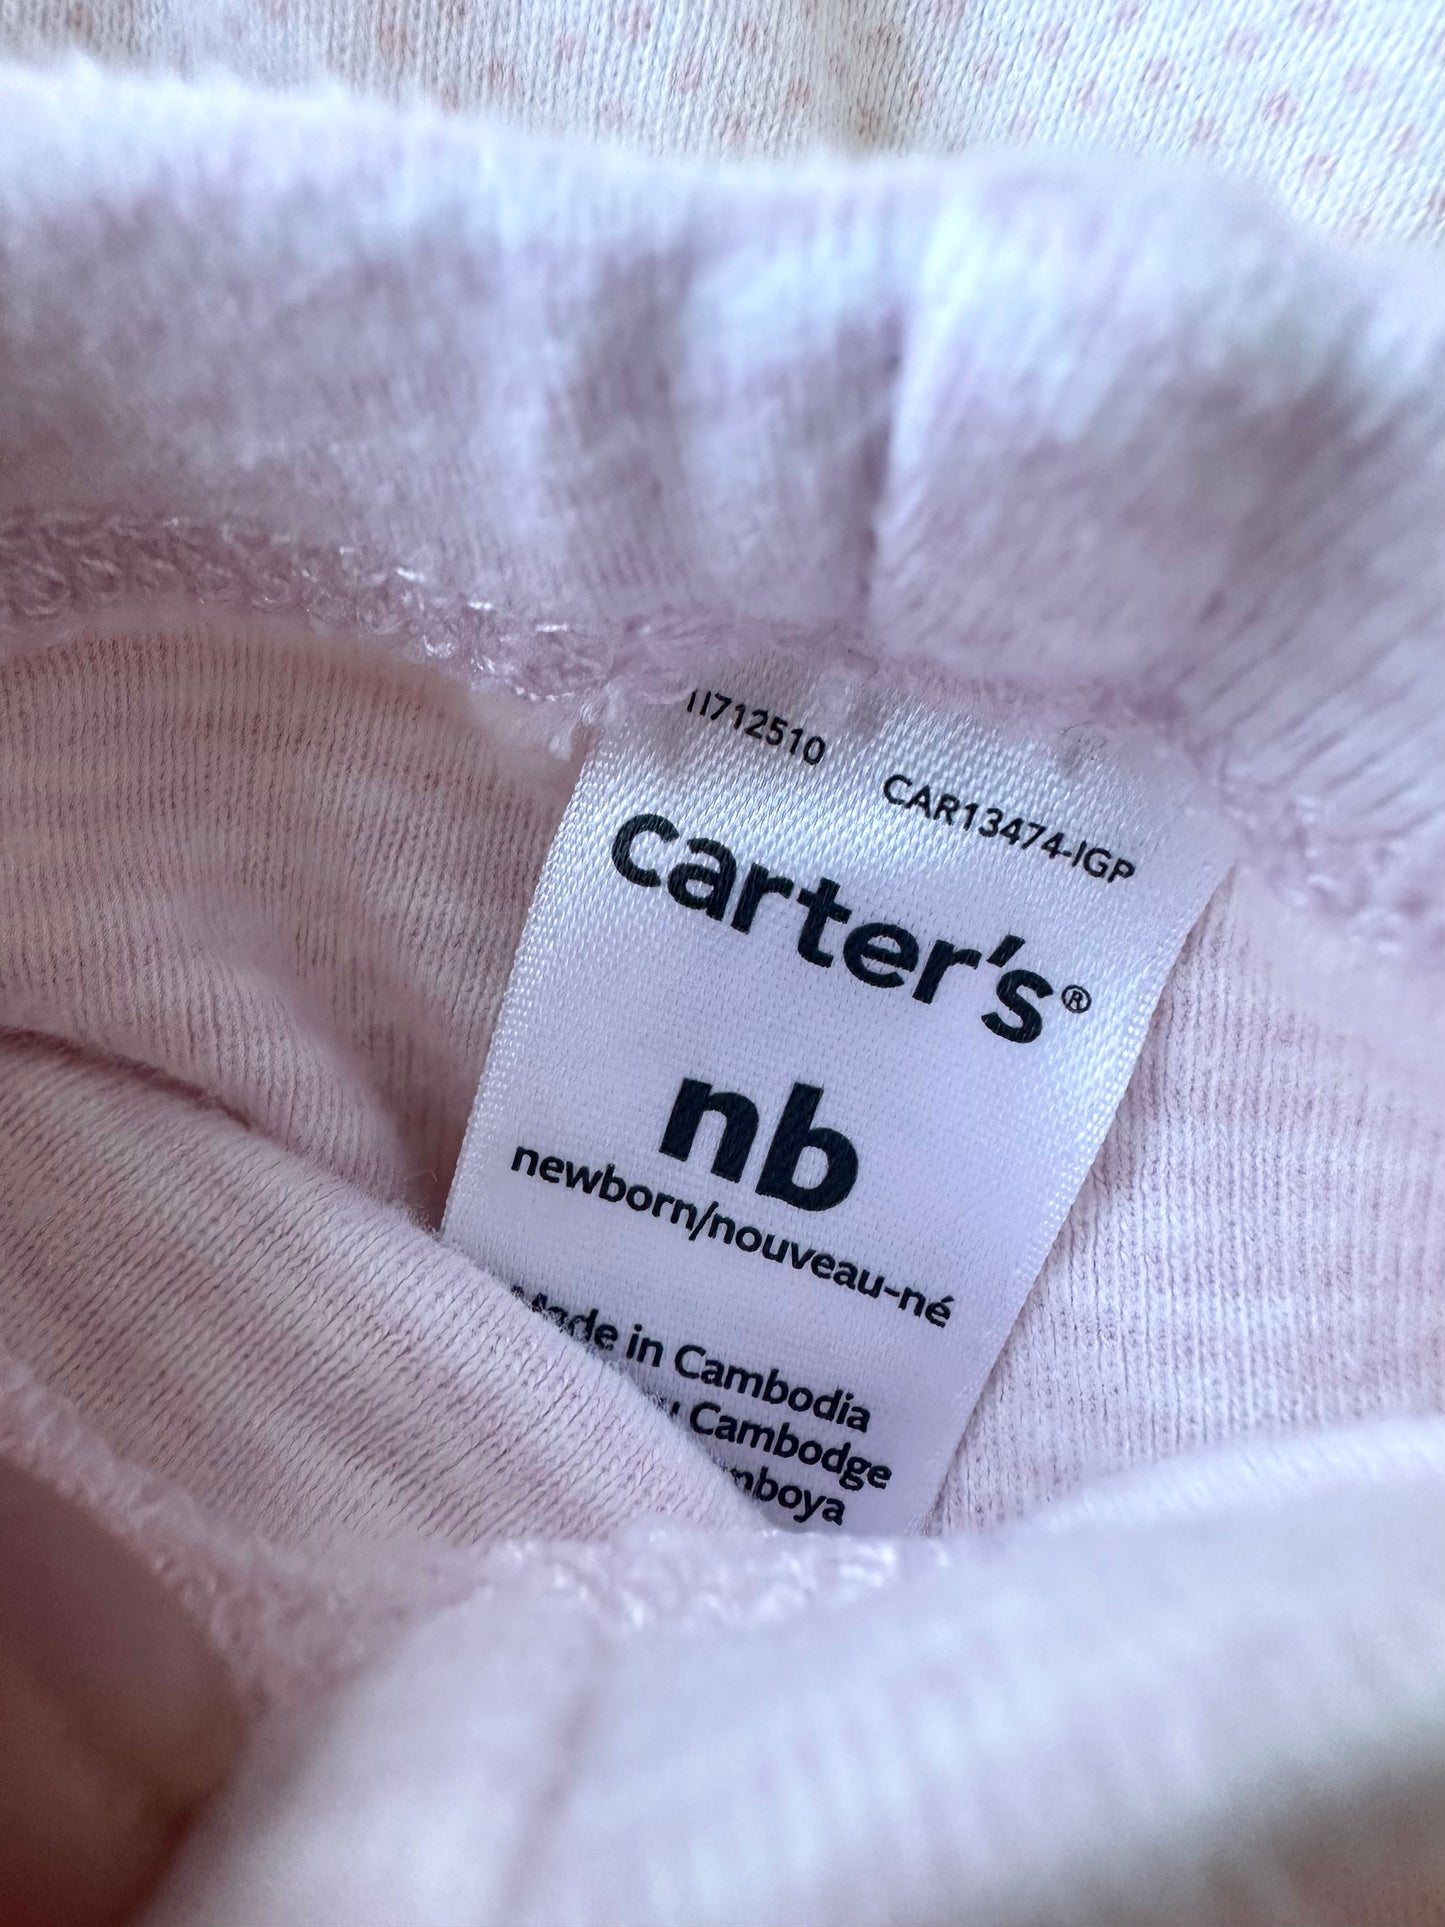 11712510 CAR13474-IGP
carter's®
nb
newborn/nouveau-né
Made in Cambodia
Cambodge